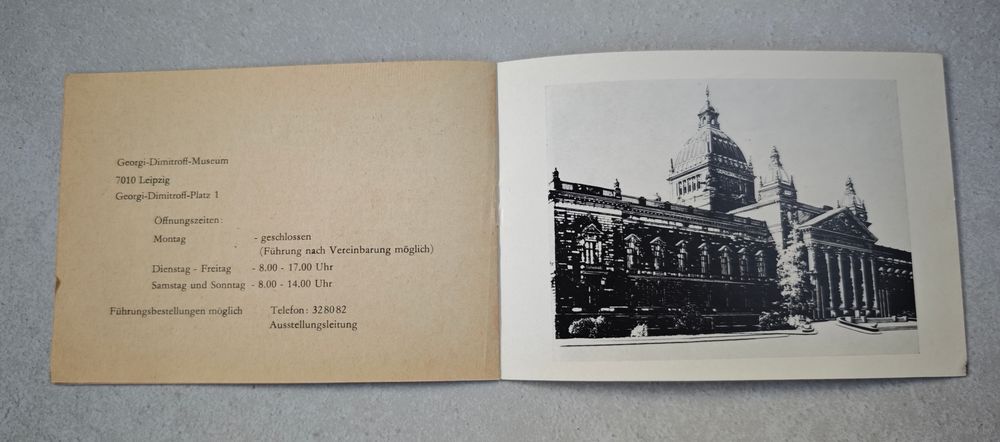 Georgi-Dimitroff-Museum
7010 Leipzig
Georgi-Dimitroff-Platz 1
Öffnungszeiten:
Montag - geschlossen
(Führung nach Vereinbarung möglich)
Dienstag - Freitag - 8.00 - 17.00 Uhr
Samstag und Sonntag - 8.00 - 14.00 Uhr
Führungsbestellungen möglich Telefon: 328082
Ausstellungsleitung